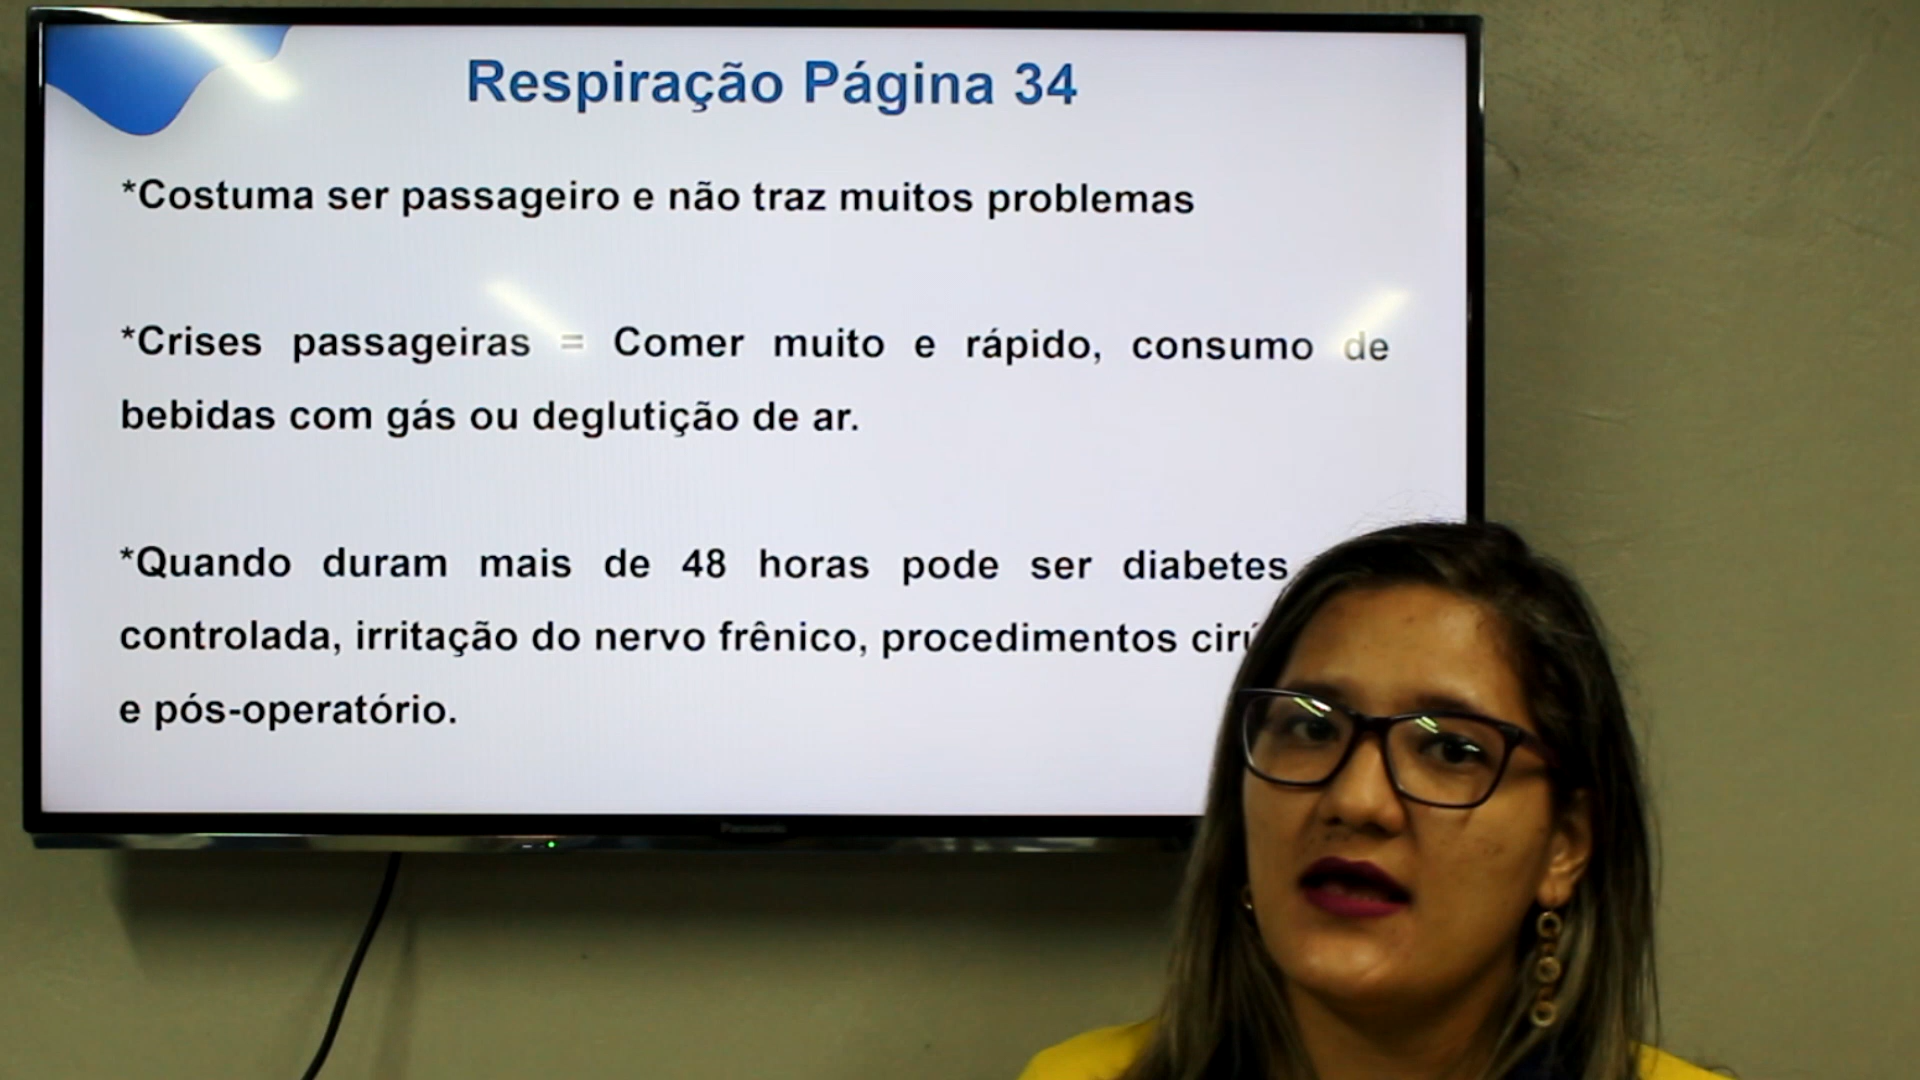 Respiração Página 34
*Costuma ser passageiro e não traz muitos problemas
*Crises passageiras = Comer muito e rápido, consumo de
bebidas com gás ou deglutição de ar.
*Quando duram mais de 48 horas pode ser diabetes
controlada, irritação do nervo frênico, procedimentos
e pós-operatório.
Panasonic